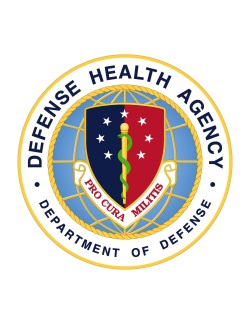 DEFENSE HEALTH AGENCY
PRO CURA MILITIS
DEPARTMENT OF DEFENSE